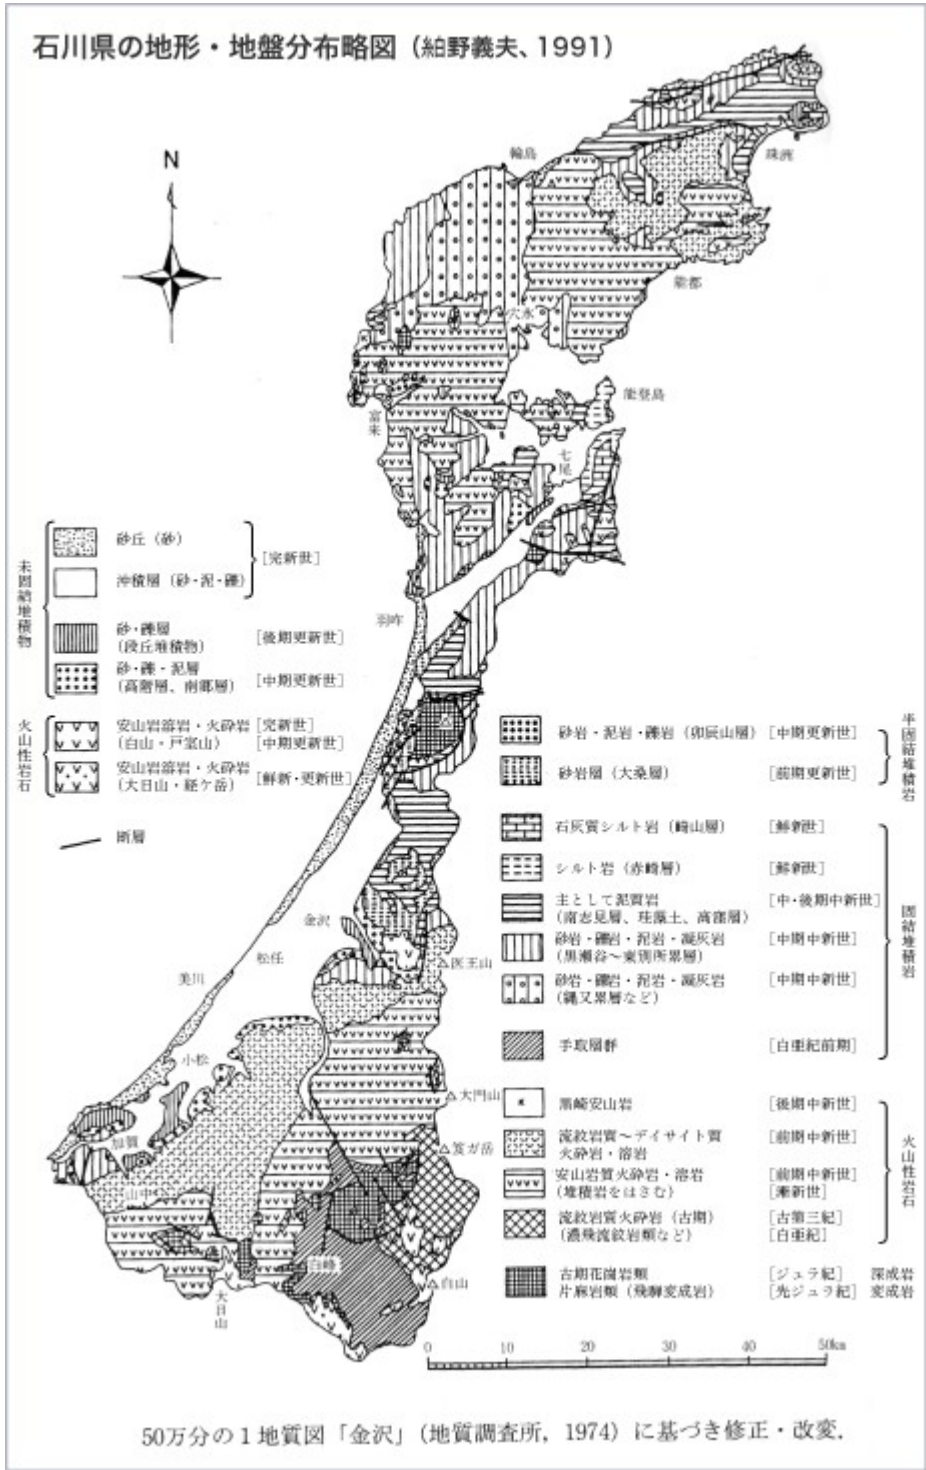 石川県の地形・地盤分布略図（紺野義夫、1991）
N
輪島
珠洲
能都
穴水
能登島
富来
七尾
羽咋
金沢
医王山
松任
美川
小松
大門山
加賀
笈ガ岳
山中
白峰
白山
大日山
未固結堆積物
砂丘（砂）
沖積層（砂・泥・礫）
[完新世]
砂・礫層
（段丘堆積物）
[後期更新世]
砂・礫・泥層
（高階層、南郷層）
[中期更新世]
火山性岩石
安山岩溶岩・火砕岩
（白山・戸室山）
[完新世]
[中期更新世]
安山岩溶岩・火砕岩
（大日山・経ケ岳）
[鮮新・更新世]
断層
半固結堆積岩
砂岩・泥岩・礫岩（卯辰山層）
[中期更新世]
砂岩層（大桑層）
[前期更新世]
固結堆積岩
石灰質シルト岩（崎山層）
[鮮新世]
シルト岩（赤崎層）
[鮮新世]
主として泥質岩
（南志見層、珪藻土、高窪層）
[中・後期中新世]
砂岩・礫岩・泥岩・凝灰岩
（黒瀬谷〜東別所累層）
[中期中新世]
砂岩・礫岩・泥岩・凝灰岩
（縄又累層など）
[中期中新世]
手取層群
[白亜紀前期]
火山性岩石
黒崎安山岩
[後期中新世]
流紋岩質〜デイサイト質
火砕岩・溶岩
[前期中新世]
安山岩質火砕岩・溶岩
（堆積岩をはさむ）
[前期中新世]
[漸新世]
流紋岩質火砕岩（古期）
（濃飛流紋岩類など）
[古第三紀]
[白亜紀]
古期花崗岩類
片麻岩類（飛騨変成岩）
[ジュラ紀] 深成岩
[先ジュラ紀] 変成岩
0 10 20 30 40 50km
50万分の1地質図「金沢」（地質調査所，1974）に基づき修正・改変．